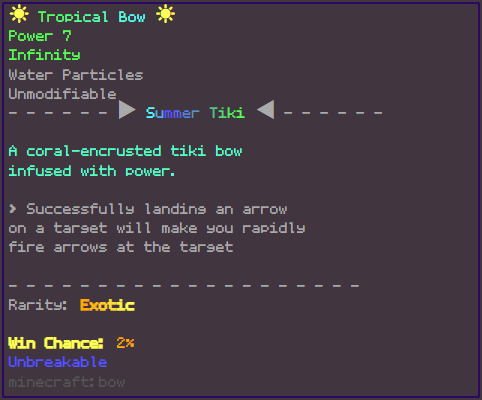 ☀ Tropical Bow ☀
Power 7
Infinity
Water Particles
Unmodifiable
- - - - - - ▶ Summer Tiki ◀ - - - - - -
A coral-encrusted tiki bow
infused with power.
> Successfully landing an arrow
on a target will make you rapidly
fire arrows at the target
- - - - - - - - - - - - - - - - - - - - -
Rarity: Exotic
Win Chance: 2%
Unbreakable
minecraft:bow